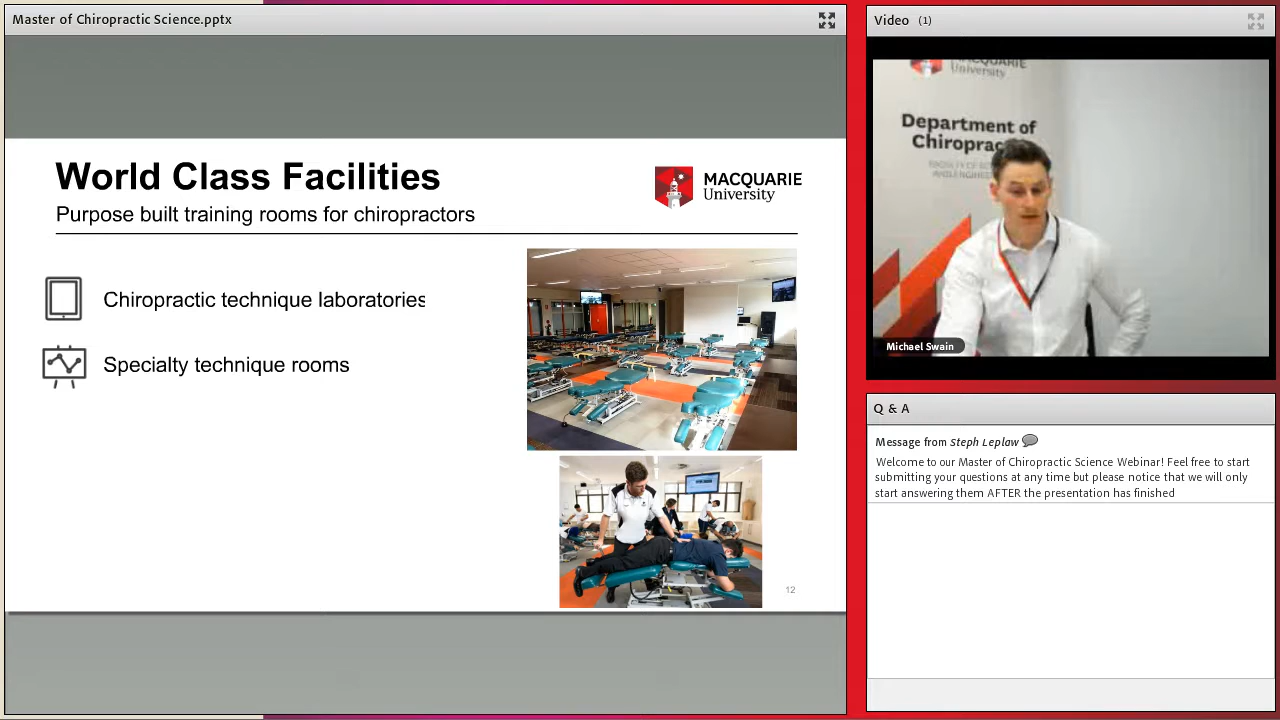 Master of Chiropractic Science.pptx
World Class Facilities
Purpose built training rooms for chiropractors
MACQUARIE
University
Chiropractic technique laboratories
Specialty technique rooms
12
Video (1)
MACQUARIE
University
Department of
Chiroprac
Michael Swain
Q & A
Message from Steph Leplaw
Welcome to our Master of Chiropractic Science Webinar! Feel free to start
submitting your questions at any time but please notice that we will only
start answering them AFTER the presentation has finished